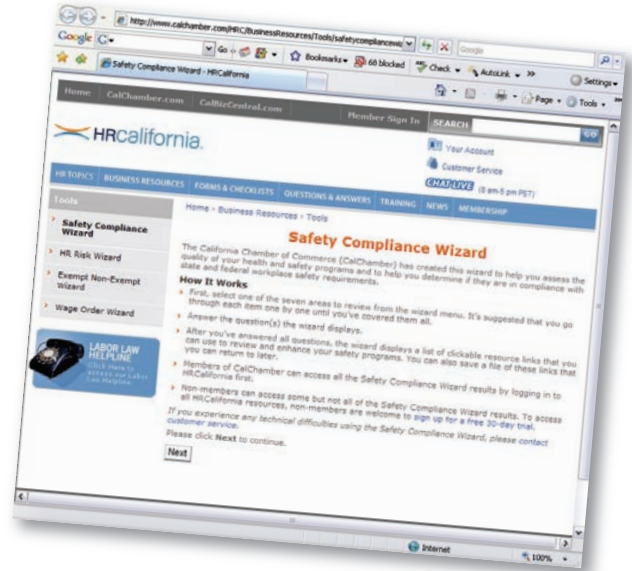 http://www.calchamber.com/HRC/BusinessResources/Tools/safetycompliancewiz
Google
Google
Go
Bookmarks
68 blocked
Check
AutoLink
Settings
Safety Compliance Wizard - HRCalifornia
Page
Tools
Home CalChamber.com CalBizCentral.com Member Sign In SEARCH GO
HRcalifornia.
Your Account
Customer Service
CHAT LIVE (8 am-5 pm PST)
HR TOPICS BUSINESS RESOURCES FORMS & CHECKLISTS QUESTIONS & ANSWERS TRAINING NEWS MEMBERSHIP
Tools
Safety Compliance
Wizard
HR Risk Wizard
Exempt Non-Exempt
Wizard
Wage Order Wizard
LABOR LAW
HELPLINE
Click Here to
access our Labor
Law Helpline.
Home › Business Resources › Tools
Safety Compliance Wizard
The California Chamber of Commerce (CalChamber) has created this wizard to help you assess the
quality of your health and safety programs and to help you determine if they are in compliance with
state and federal workplace safety requirements.
How It Works
First, select one of the seven areas to review from the wizard menu. It's suggested that you go
through each item one by one until you've covered them all.
Answer the question(s) the wizard displays.
After you've answered all questions, the wizard displays a list of clickable resource links that you
can use to review and enhance your safety programs. You can also save a file of these links that
you can return to later.
Members of CalChamber can access all the Safety Compliance Wizard results by logging in to
HRCalifornia first.
Non-members can access some but not all of the Safety Compliance Wizard results. To access
all HRCalifornia resources, non-members are welcome to sign up for a free 30-day trial.
If you experience any technical difficulties using the Safety Compliance Wizard, please contact
customer service.
Please click Next to continue.
Next
Internet
100%